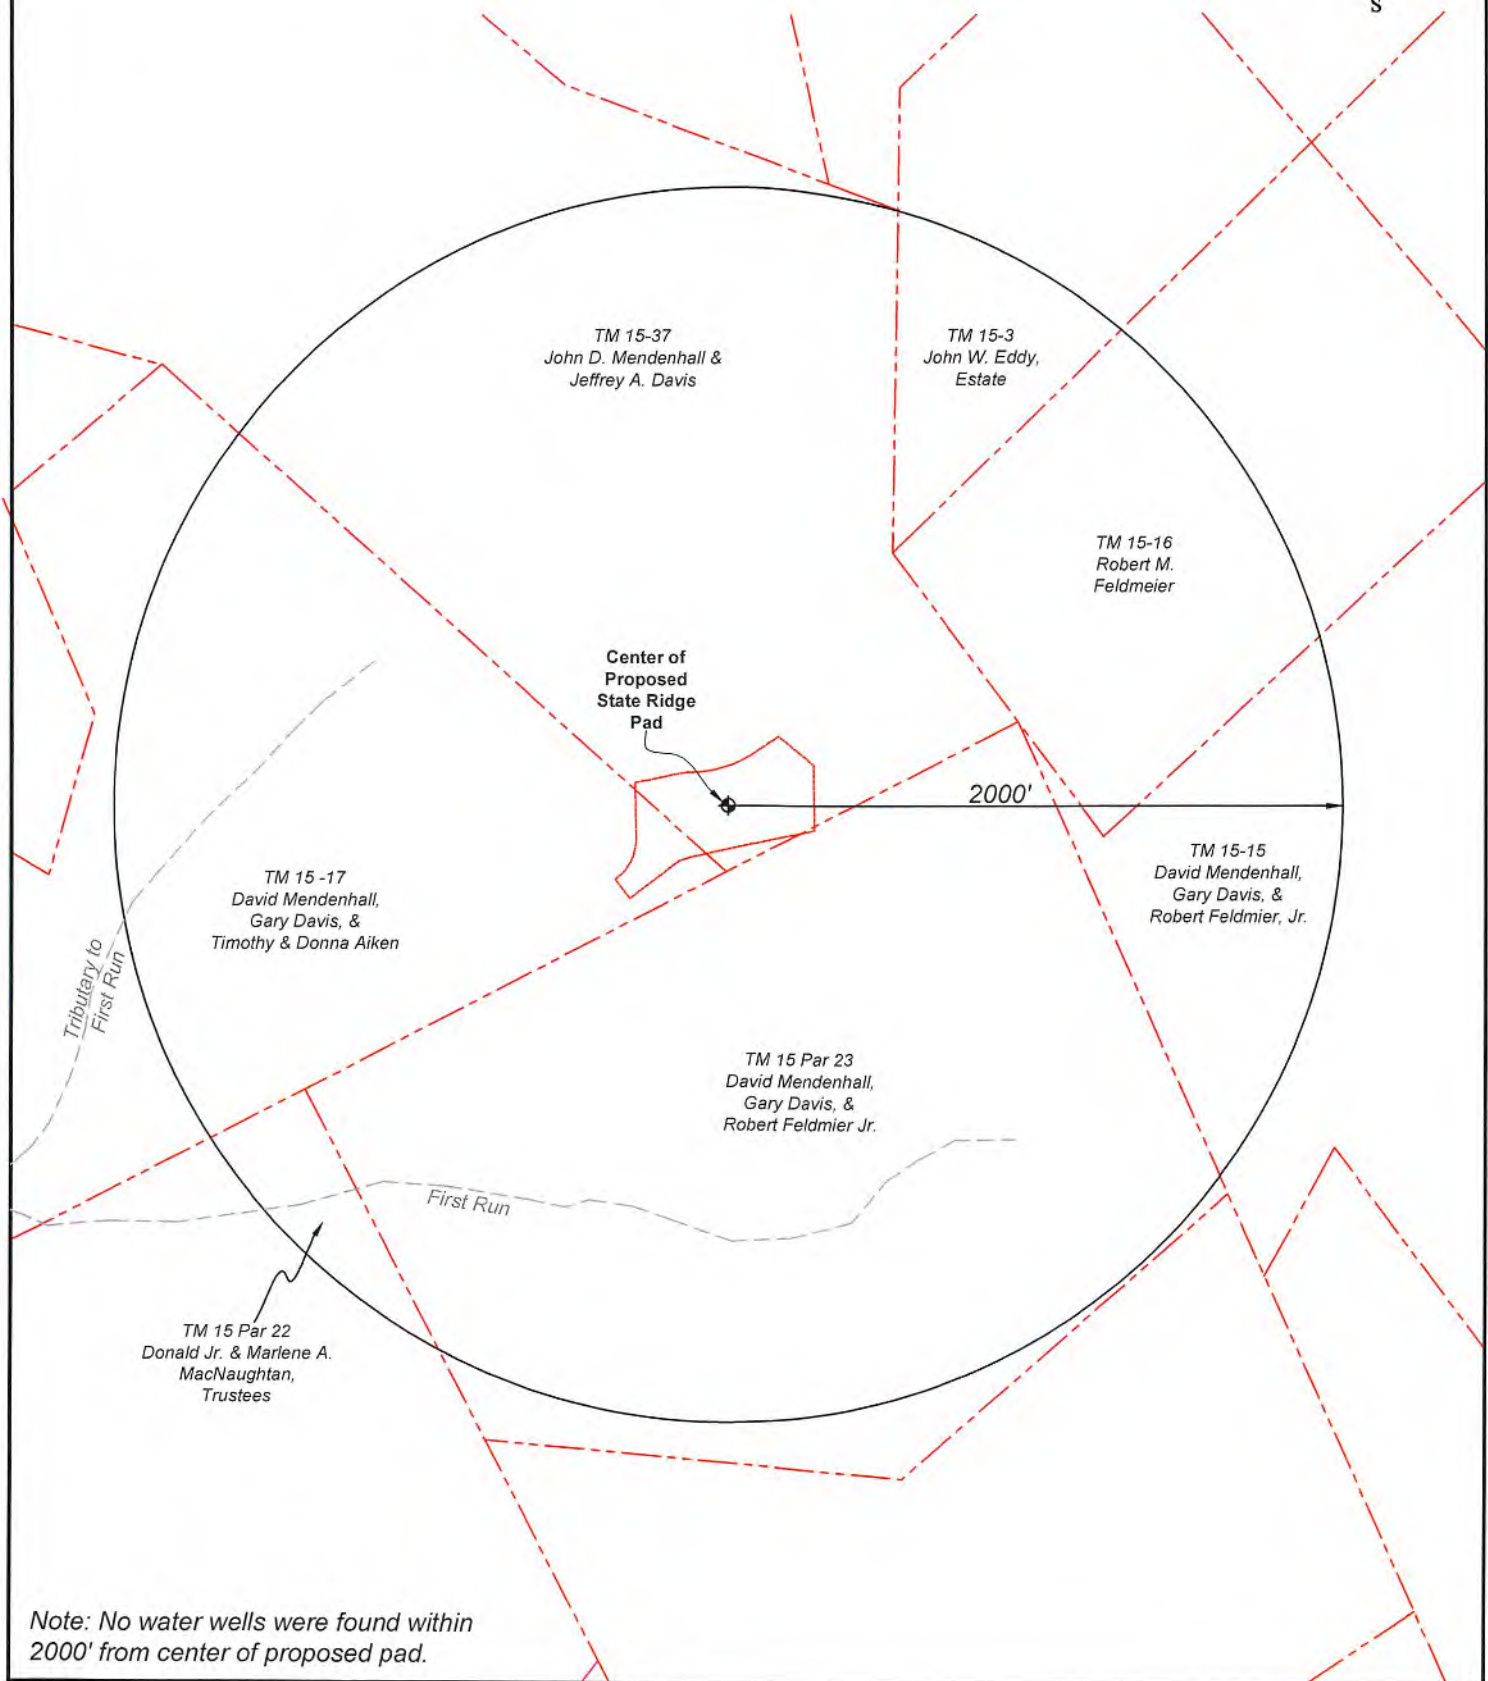 S
TM 15-37
John D. Mendenhall &
Jeffrey A. Davis
TM 15-3
John W. Eddy,
Estate
TM 15-16
Robert M.
Feldmeier
Center of
Proposed
State Ridge
Pad
2000'
TM 15-15
David Mendenhall,
Gary Davis, &
Robert Feldmier, Jr.
TM 15 -17
David Mendenhall,
Gary Davis, &
Timothy & Donna Aiken
Tributary to
First Run
TM 15 Par 23
David Mendenhall,
Gary Davis, &
Robert Feldmier Jr.
First Run
TM 15 Par 22
Donald Jr. & Marlene A.
MacNaughtan,
Trustees
Note: No water wells were found within
2000' from center of proposed pad.